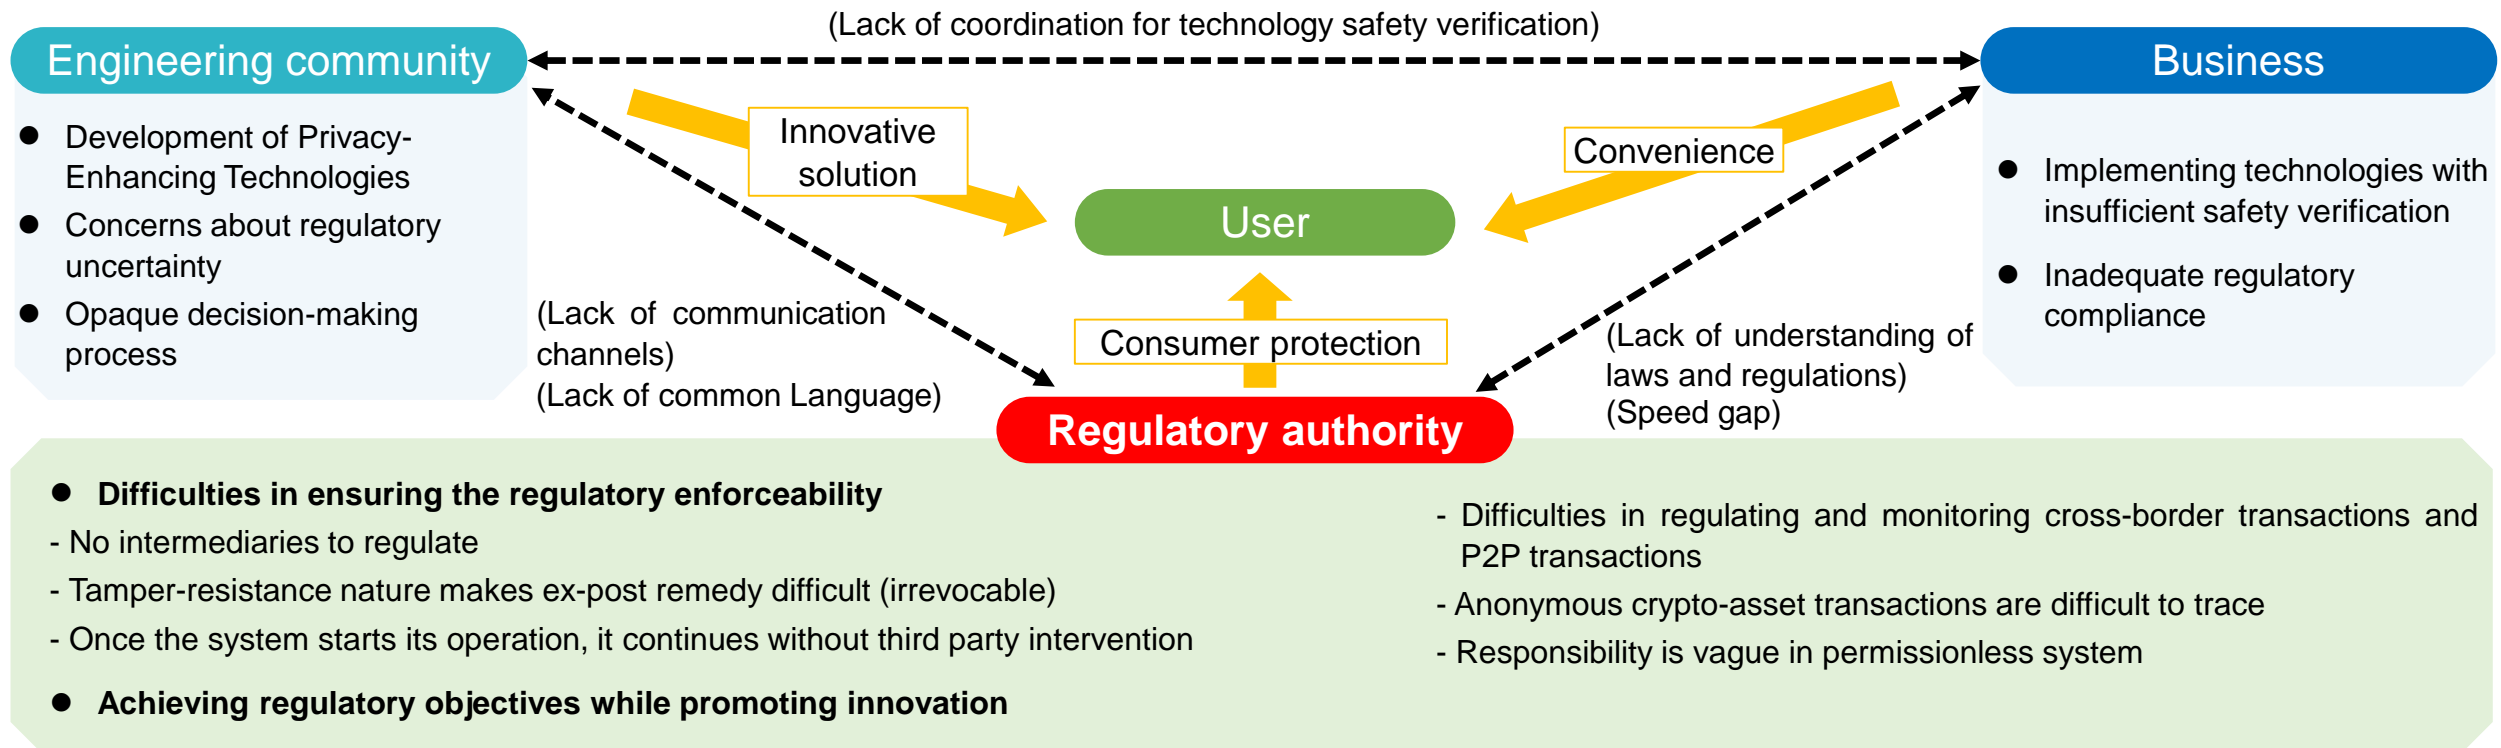 (Lack of coordination for technology safety verification)
Engineering community
Business
● Development of Privacy-
Enhancing Technologies
● Concerns about regulatory
uncertainty
● Opaque decision-making
process
Innovative
solution
Convenience
User
● Implementing technologies with
insufficient safety verification
● Inadequate regulatory
compliance
(Lack of communication
channels)
(Lack of common Language)
Consumer protection
(Lack of understanding of
laws and regulations)
(Speed gap)
Regulatory authority
● Difficulties in ensuring the regulatory enforceability
- No intermediaries to regulate
- Tamper-resistance nature makes ex-post remedy difficult (irrevocable)
- Once the system starts its operation, it continues without third party intervention
● Achieving regulatory objectives while promoting innovation
- Difficulties in regulating and monitoring cross-border transactions and
P2P transactions
- Anonymous crypto-asset transactions are difficult to trace
- Responsibility is vague in permissionless system